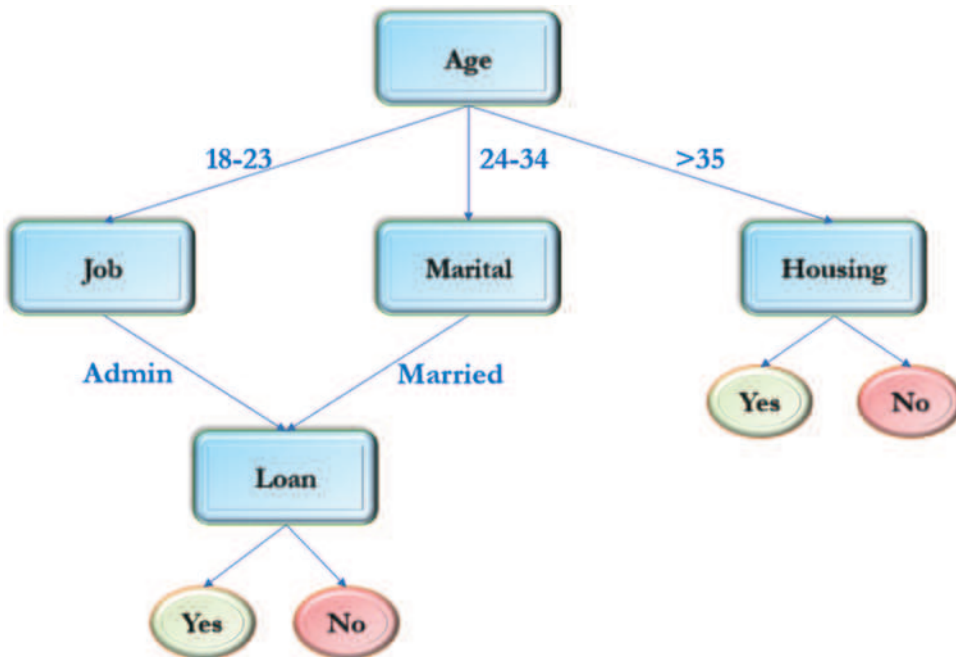 Age
18-23
24-34
>35
Job
Marital
Housing
Admin
Married
Yes
No
Loan
Yes
No